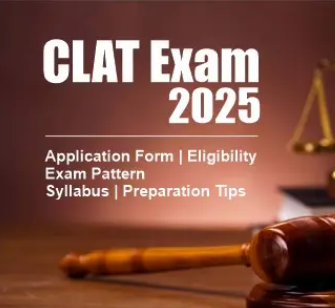 CLAT Exam
2025
Application Form | Eligibility
Exam Pattern
Syllabus | Preparation Tips